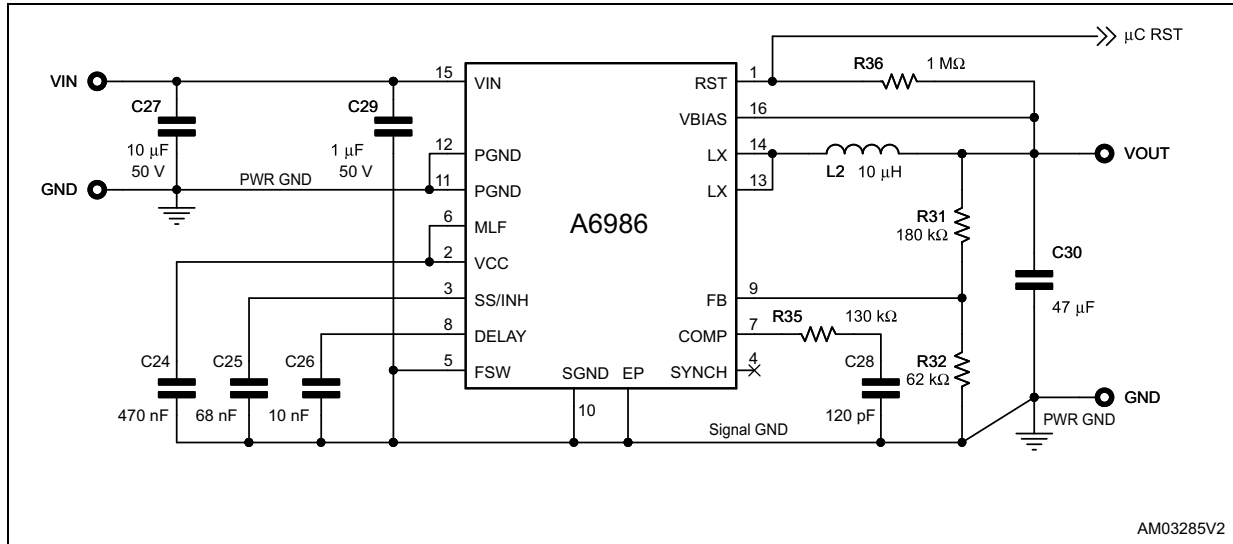 µC RST
VIN
C27
10 µF
50 V
C29
1 µF
50 V
GND
PWR GND
15
VIN
12
PGND
11
PGND
6
MLF
2
VCC
3
SS/INH
8
DELAY
5
FSW
A6986
SGND
10
EP
RST
1
VBIAS
16
LX
14
LX
13
FB
9
COMP
7
SYNCH
4
R36
1 MΩ
L2
10 µH
VOUT
R31
180 kΩ
C30
47 µF
R35
130 kΩ
C28
120 pF
R32
62 kΩ
GND
PWR GND
C24
470 nF
C25
68 nF
C26
10 nF
Signal GND
AM03285V2